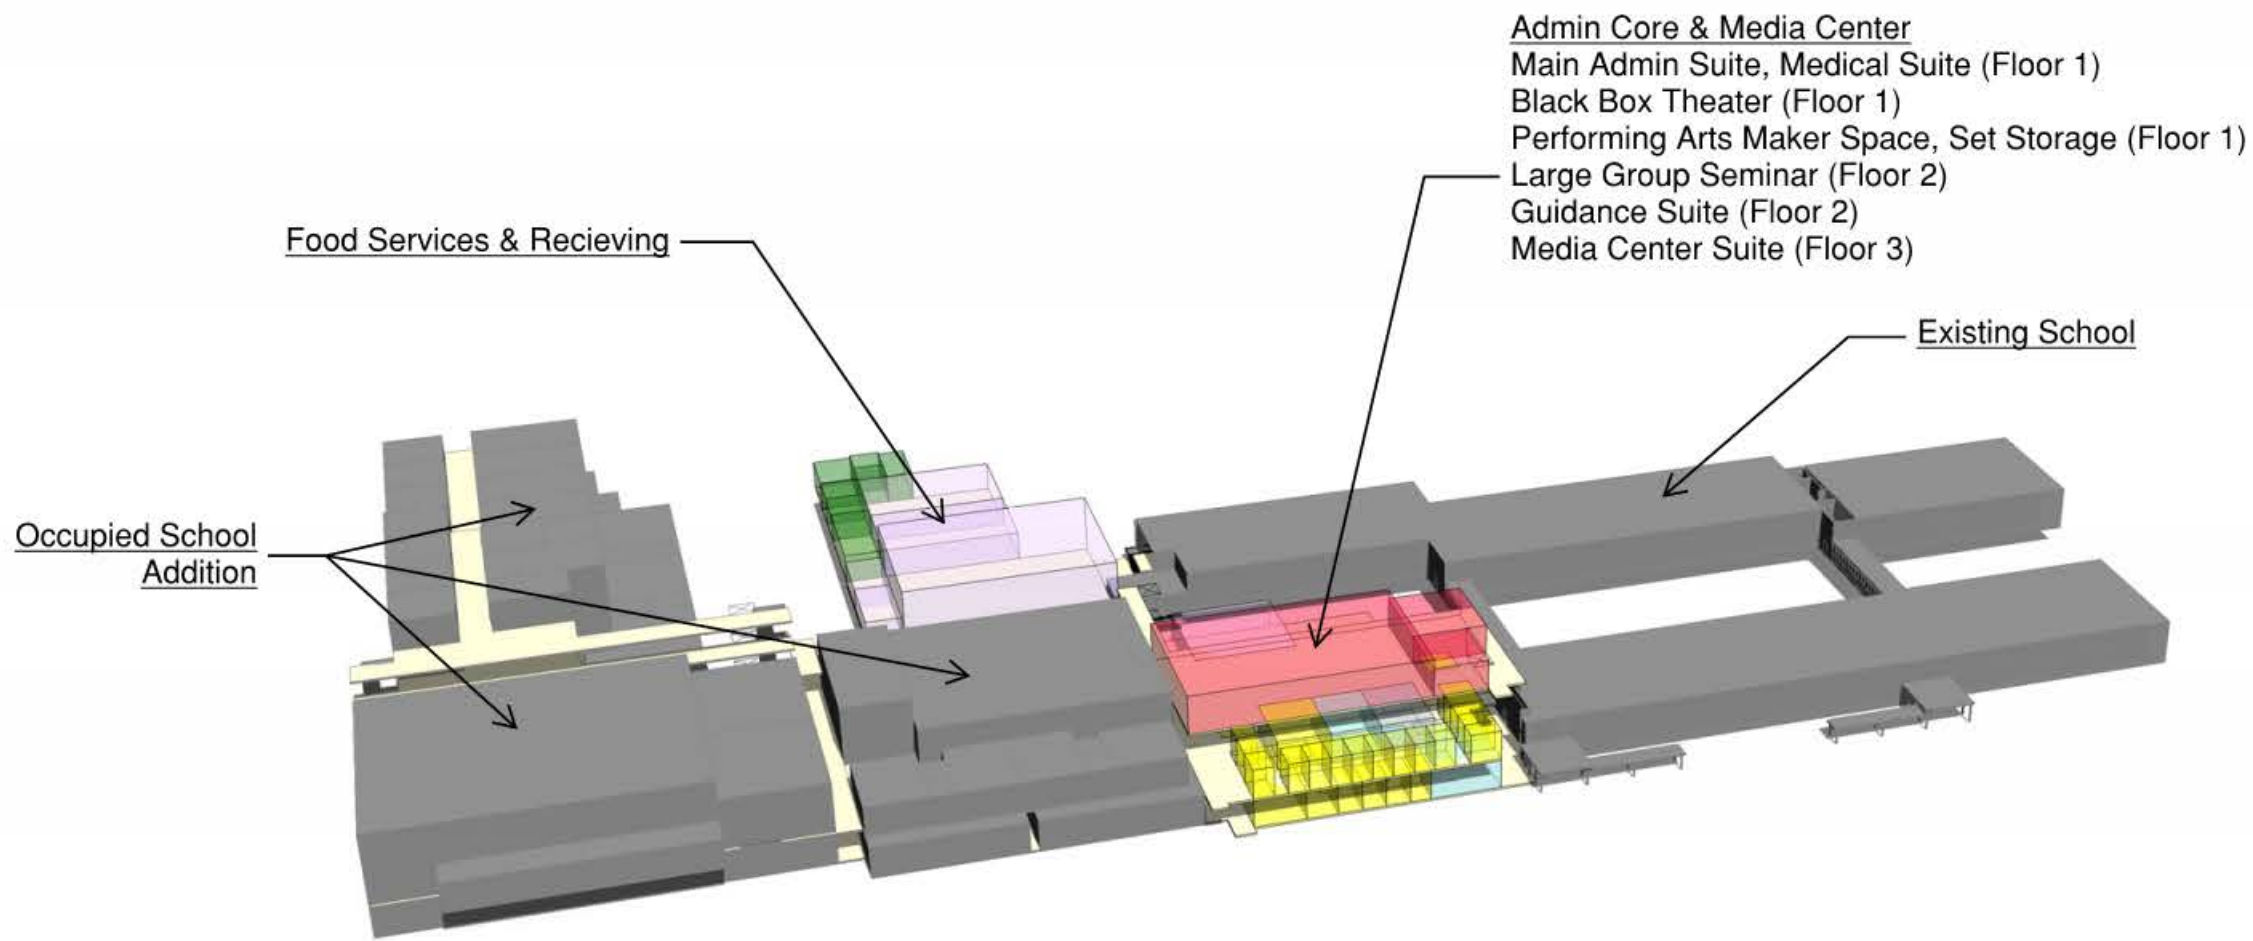 Admin Core & Media Center
Main Admin Suite, Medical Suite (Floor 1)
Black Box Theater (Floor 1)
Performing Arts Maker Space, Set Storage (Floor 1)
Large Group Seminar (Floor 2)
Guidance Suite (Floor 2)
Media Center Suite (Floor 3)
Food Services & Recieving
Existing School
Occupied School
Addition